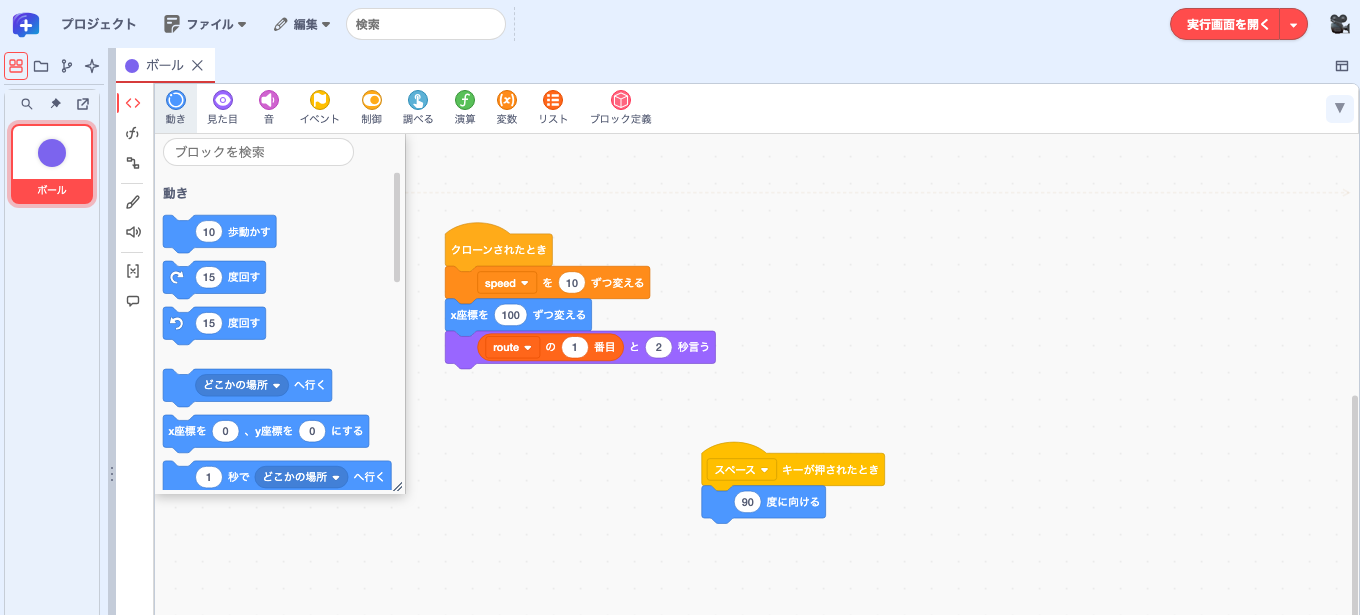 プロジェクト ファイル 編集 検索 実行画面を開く
ボール
ボール
動き 見た目 音 イベント 制御 調べる 演算 変数 リスト ブロック定義
ブロックを検索
動き
10 歩動かす
15 度回す
15 度回す
どこかの場所 へ行く
x座標を 0 、y座標を 0 にする
1 秒で どこかの場所 へ行く
クローンされたとき
speed を 10 ずつ変える
x座標を 100 ずつ変える
route の 1 番目 と 2 秒言う
スペース キーが押されたとき
90 度に向ける